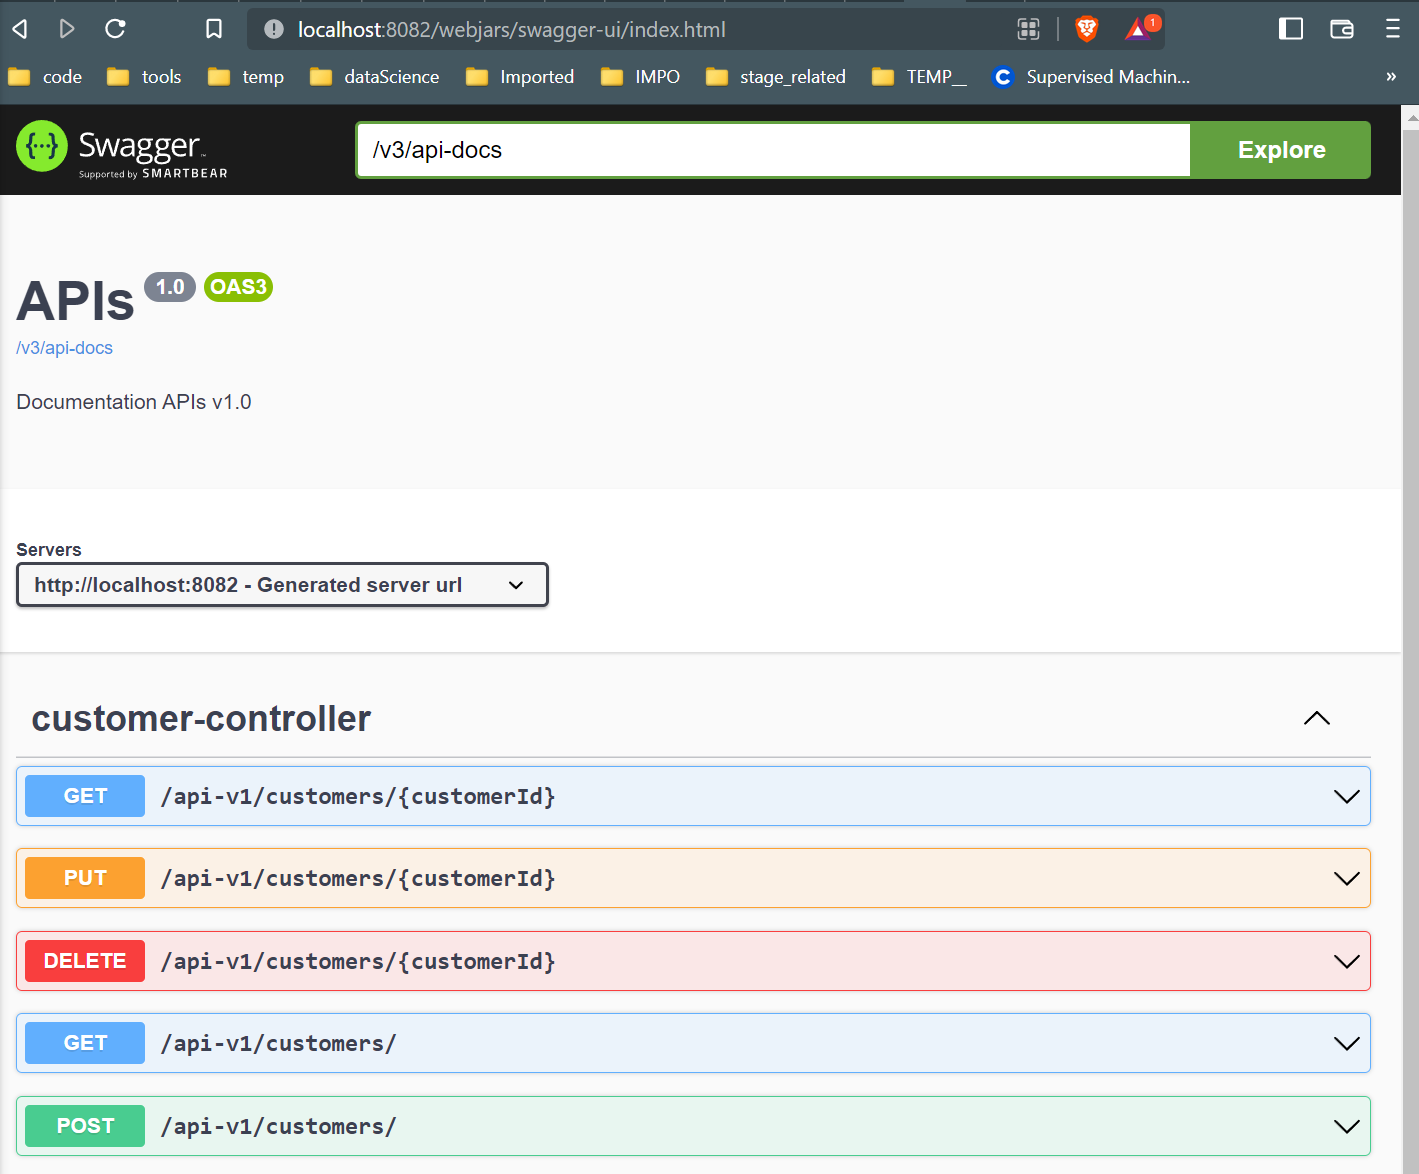 localhost:8082/webjars/swagger-ui/index.html
1
code tools temp dataScience Imported IMPO stage_related TEMP__ C Supervised Machin... »
{···} Swagger™
Supported by SMARTBEAR
/v3/api-docs Explore
APIs 1.0 OAS3
/v3/api-docs
Documentation APIs v1.0
Servers
http://localhost:8082 - Generated server url
customer-controller
GET /api-v1/customers/{customerId}
PUT /api-v1/customers/{customerId}
DELETE /api-v1/customers/{customerId}
GET /api-v1/customers/
POST /api-v1/customers/